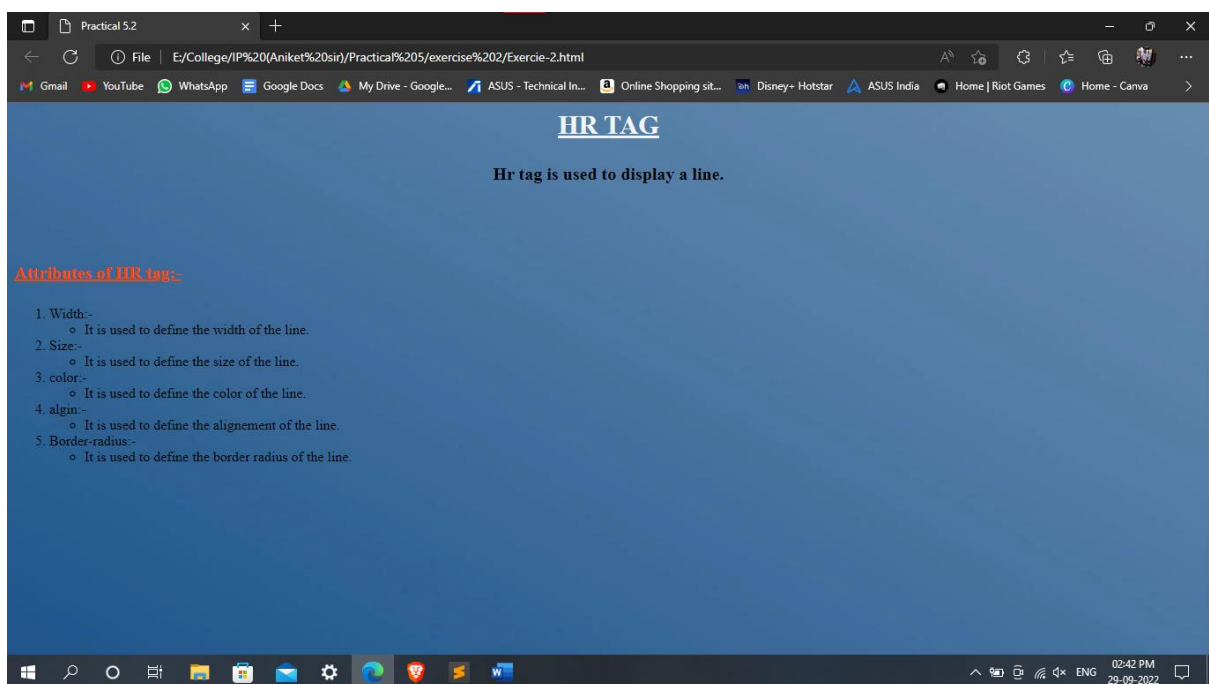 Practical 5.2
File E:/College/IP%20(Aniket%20sir)/Practical%205/exercise%202/Exercie-2.html
Gmail YouTube WhatsApp Google Docs My Drive - Google... ASUS - Technical In... Online Shopping sit... Disney+ Hotstar ASUS India Home | Riot Games Home - Canva
HR TAG
Hr tag is used to display a line.
Attributes of HR tag:-
1. Width:-
It is used to define the width of the line.
2. Size:-
It is used to define the size of the line.
3. color:-
It is used to define the color of the line.
4. algin:-
It is used to define the alignement of the line.
5. Border-radius:-
It is used to define the border radius of the line.
ENG 02:42 PM
29-09-2022